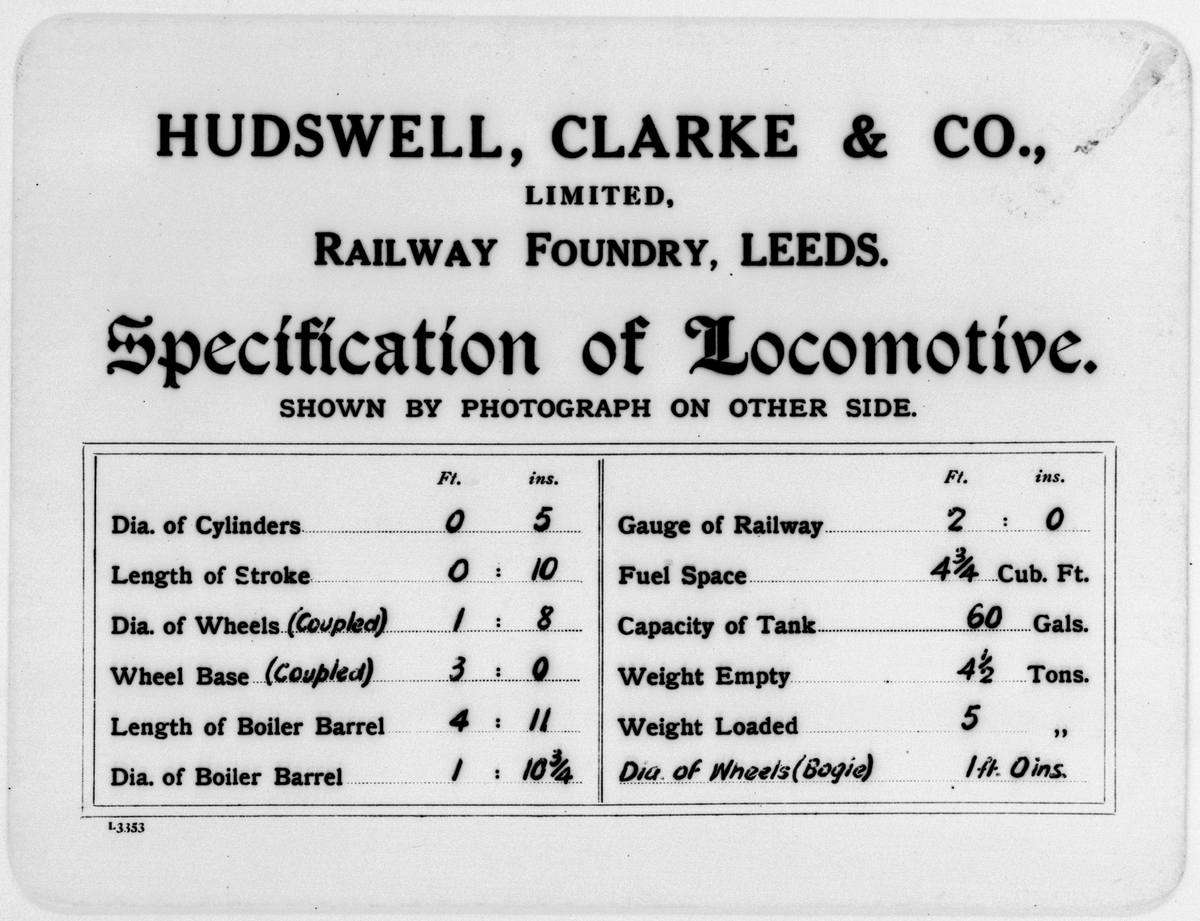 HUDSWELL, CLARKE & CO.,
LIMITED,
RAILWAY FOUNDRY, LEEDS.
Specification of Locomotive.
SHOWN BY PHOTOGRAPH ON OTHER SIDE.
Ft. ins.
Dia. of Cylinders 0 5
Length of Stroke 0 : 10
Dia. of Wheels (Coupled) 1 : 8
Wheel Base (Coupled) 3 : 0
Length of Boiler Barrel 4 : 11
Dia. of Boiler Barrel 1 : 10¾
Ft. ins.
Gauge of Railway 2 : 0
Fuel Space 4¾ Cub. Ft.
Capacity of Tank 60 Gals.
Weight Empty 4½ Tons.
Weight Loaded 5 ,,
Dia. of Wheels (Bogie) 1 ft. 0 ins.
L3353